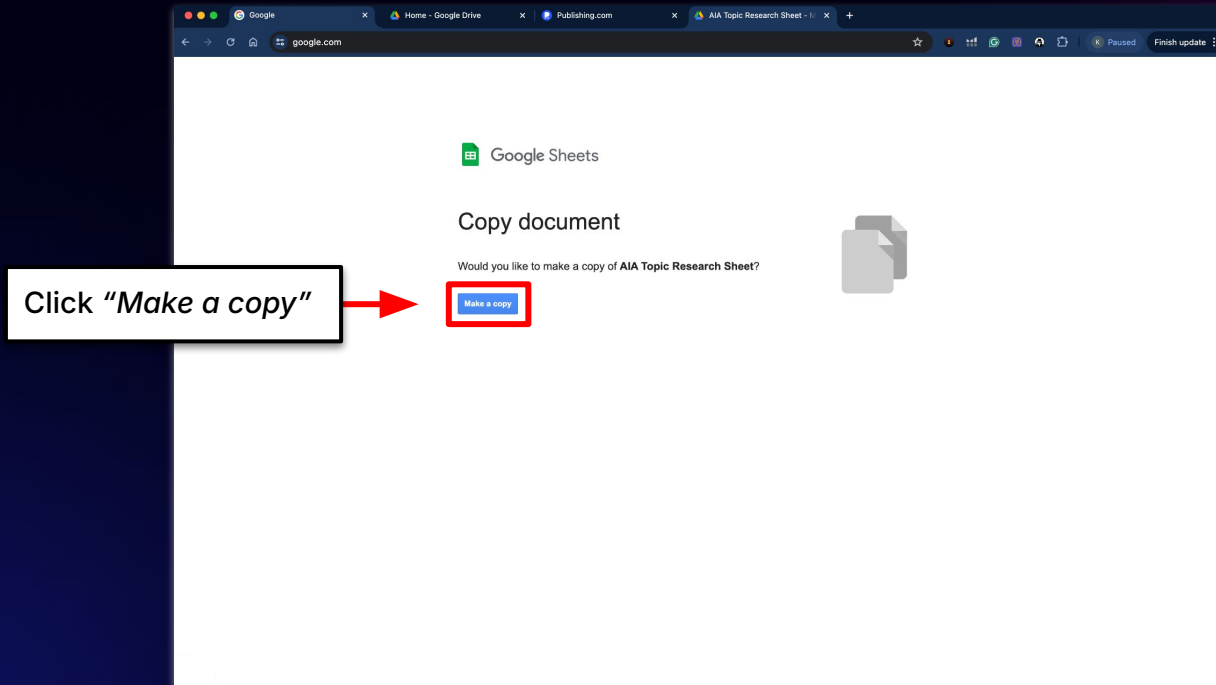 Google
Home - Google Drive
Publishing.com
AIA Topic Research Sheet - M
google.com
K Paused
Finish update
Google Sheets
Copy document
Would you like to make a copy of AIA Topic Research Sheet?
Make a copy
Click “Make a copy”